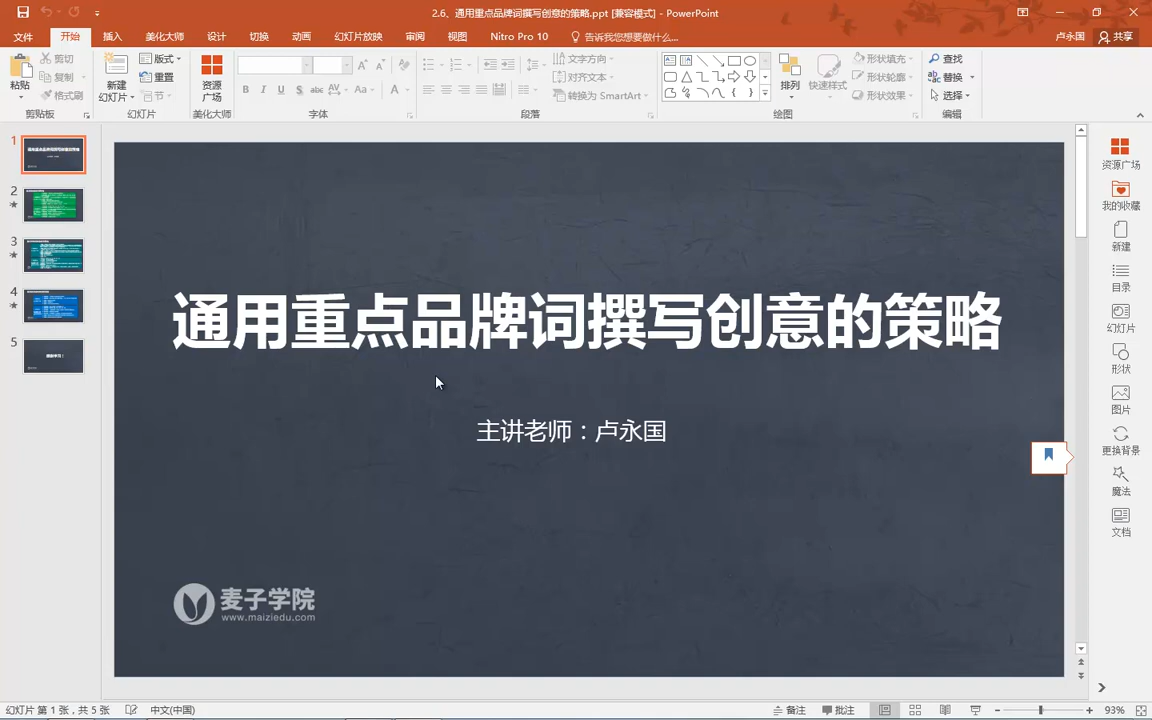 2.6、通用重点品牌词撰写创意的策略.ppt [兼容模式] - PowerPoint
文件 开始 插入 美化大师 设计 切换 动画 幻灯片放映 审阅 视图 Nitro Pro 10 告诉我您想要做什么... 卢永国 共享
粘贴 剪切 复制 格式刷 剪贴板
新建 幻灯片 版式 重置 节 幻灯片
资源 广场 美化大师
B I U S abc AV Aa A 字体
文字方向 对齐文本 转换为 SmartArt 段落
排列 快速样式 形状填充 形状轮廓 形状效果 绘图
查找 替换 选择 编辑
1
2
3
4
5
通用重点品牌词撰写创意的策略
主讲老师：卢永国
麦子学院
www.maiziedu.com
资源广场
我的收藏
新建
目录
幻灯片
形状
图片
更换背景
魔法
文档
幻灯片 第 1 张，共 5 张 中文(中国) 备注 批注 93%